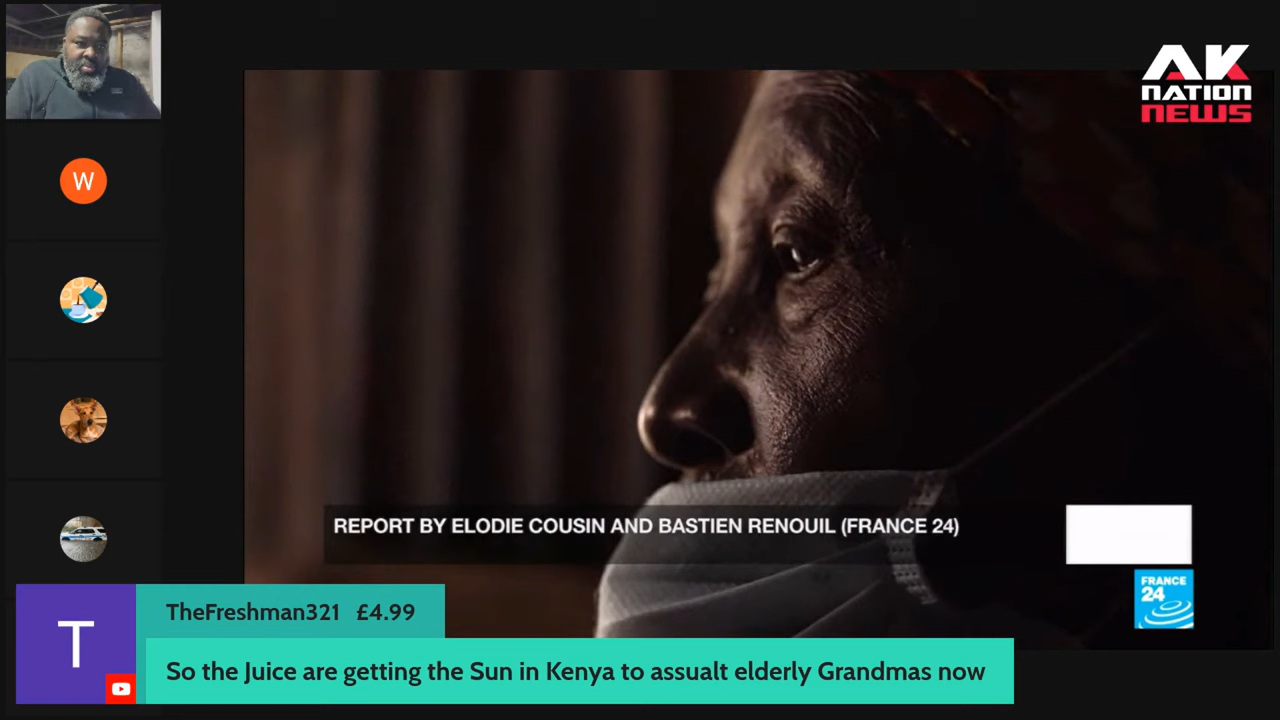 AK
NATION
NEWS
W
REPORT BY ELODIE COUSIN AND BASTIEN RENOUIL (FRANCE 24)
FRANCE
24
T
TheFreshman321 £4.99
So the Juice are getting the Sun in Kenya to assualt elderly Grandmas now